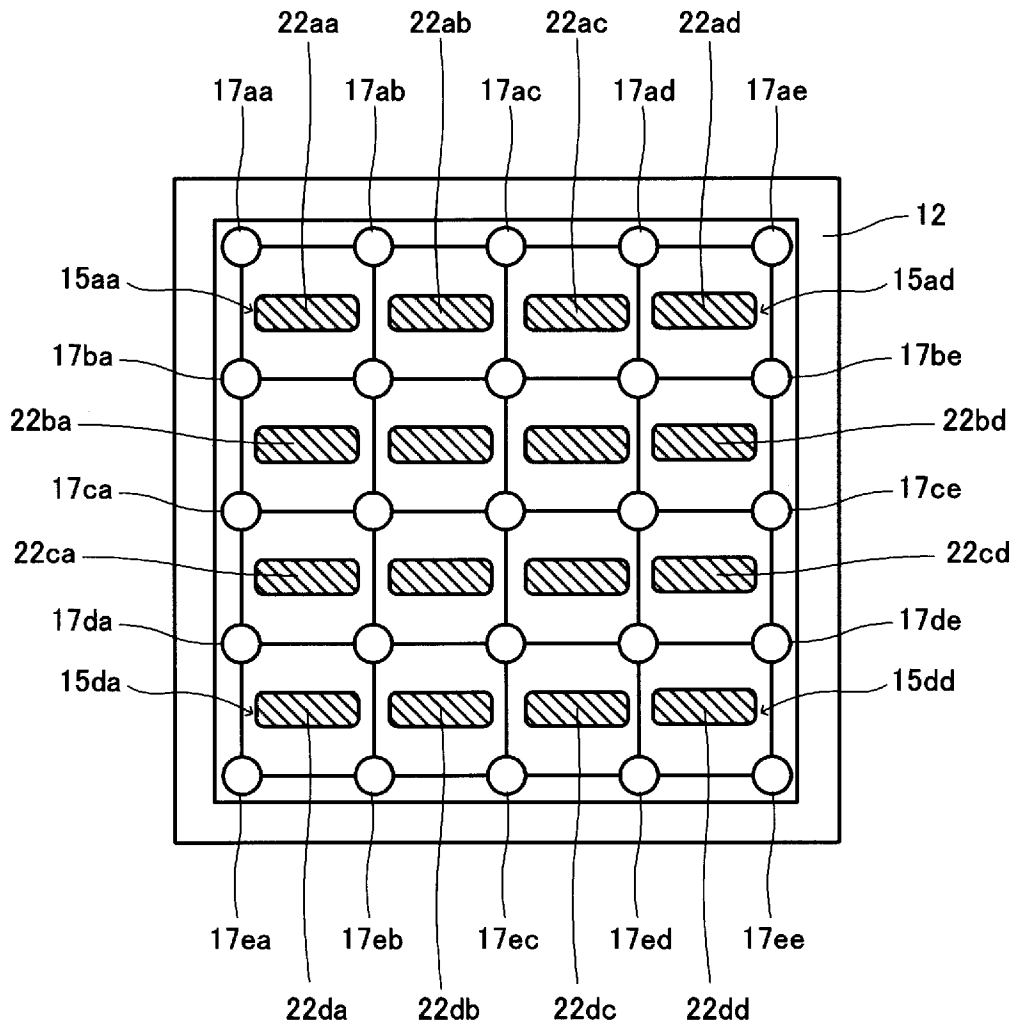 22aa 22ab 22ac 22ad
17aa 17ab 17ac 17ad 17ae
12
15aa 15ad
17ba 17be
22ba 22bd
17ca 17ce
22ca 22cd
17da 17de
15da 15dd
17ea 17eb 17ec 17ed 17ee
22da 22db 22dc 22dd